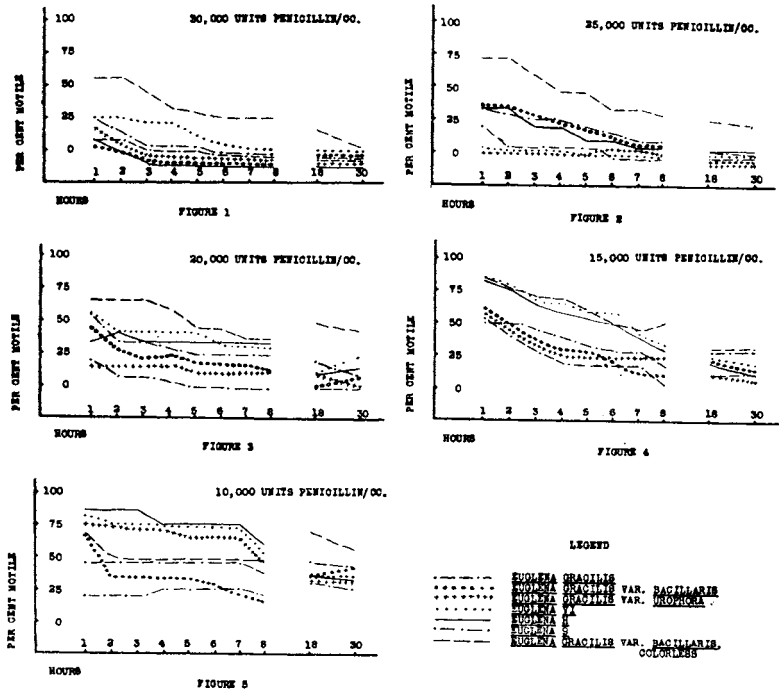 30,000 UNITS PENICILLIN/CC.
100
75
50
25
0
PER CENT MOTILE
1 2 3 4 5 6 7 8 18 30
HOURS
FIGURE 1
25,000 UNITS PENICILLIN/CC.
100
75
50
25
0
PER CENT MOTILE
1 2 3 4 5 6 7 8 18 30
HOURS
FIGURE 2
20,000 UNITS PENICILLIN/CC.
100
75
50
25
0
PER CENT MOTILE
1 2 3 4 5 6 7 8 18 30
HOURS
FIGURE 3
15,000 UNITS PENICILLIN/CC.
100
75
50
25
0
PER CENT MOTILE
1 2 3 4 5 6 7 8 18 30
HOURS
FIGURE 4
10,000 UNITS PENICILLIN/CC.
100
75
50
25
0
PER CENT MOTILE
1 2 3 4 5 6 7 8 18 30
HOURS
FIGURE 5
LEGEND
EUGLENA GRACILIS
EUGLENA GRACILIS VAR. BACILLARIS
EUGLENA GRACILIS VAR. UROPHORA
EUGLENA
EUGLENA H
EUGLENA S
EUGLENA GRACILIS VAR. BACILLARIS,
COLORLESS